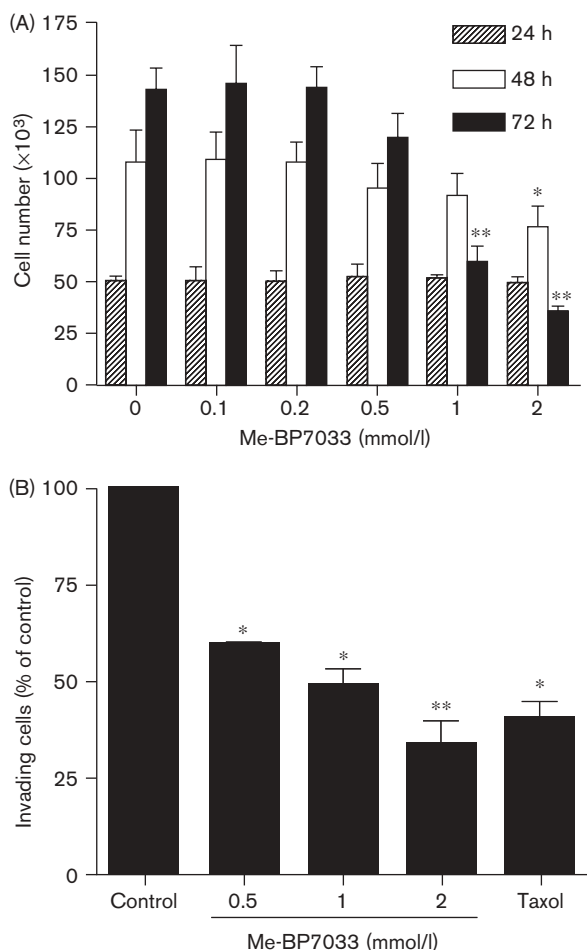 (A) 175
150
125
100
75
50
25
0
Cell number (×10³)
24 h
48 h
72 h
*
**
**
0 0.1 0.2 0.5 1 2
Me-BP7033 (mmol/l)
(B) 100
75
50
25
0
Invading cells (% of control)
*
*
**
*
Control 0.5 1 2 Taxol
Me-BP7033 (mmol/l)